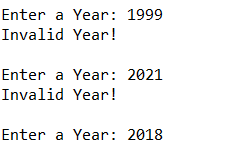 Enter a Year: 1999
Invalid Year!
Enter a Year: 2021
Invalid Year!
Enter a Year: 2018